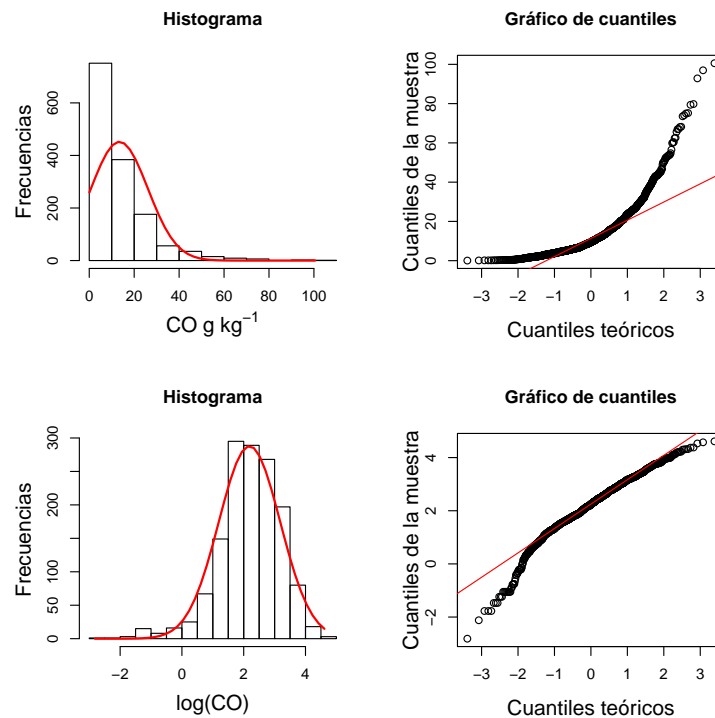 Histograma
Frecuencias
0 200 400 600
0 20 40 60 80 100
CO g kg⁻¹
Gráfico de cuantiles
Cuantiles de la muestra
0 20 40 60 80 100
−3 −2 −1 0 1 2 3
Cuantiles teóricos
Histograma
Frecuencias
0 50 100 200 300
−2 0 2 4
log(CO)
Gráfico de cuantiles
Cuantiles de la muestra
−2 0 2 4
−3 −2 −1 0 1 2 3
Cuantiles teóricos